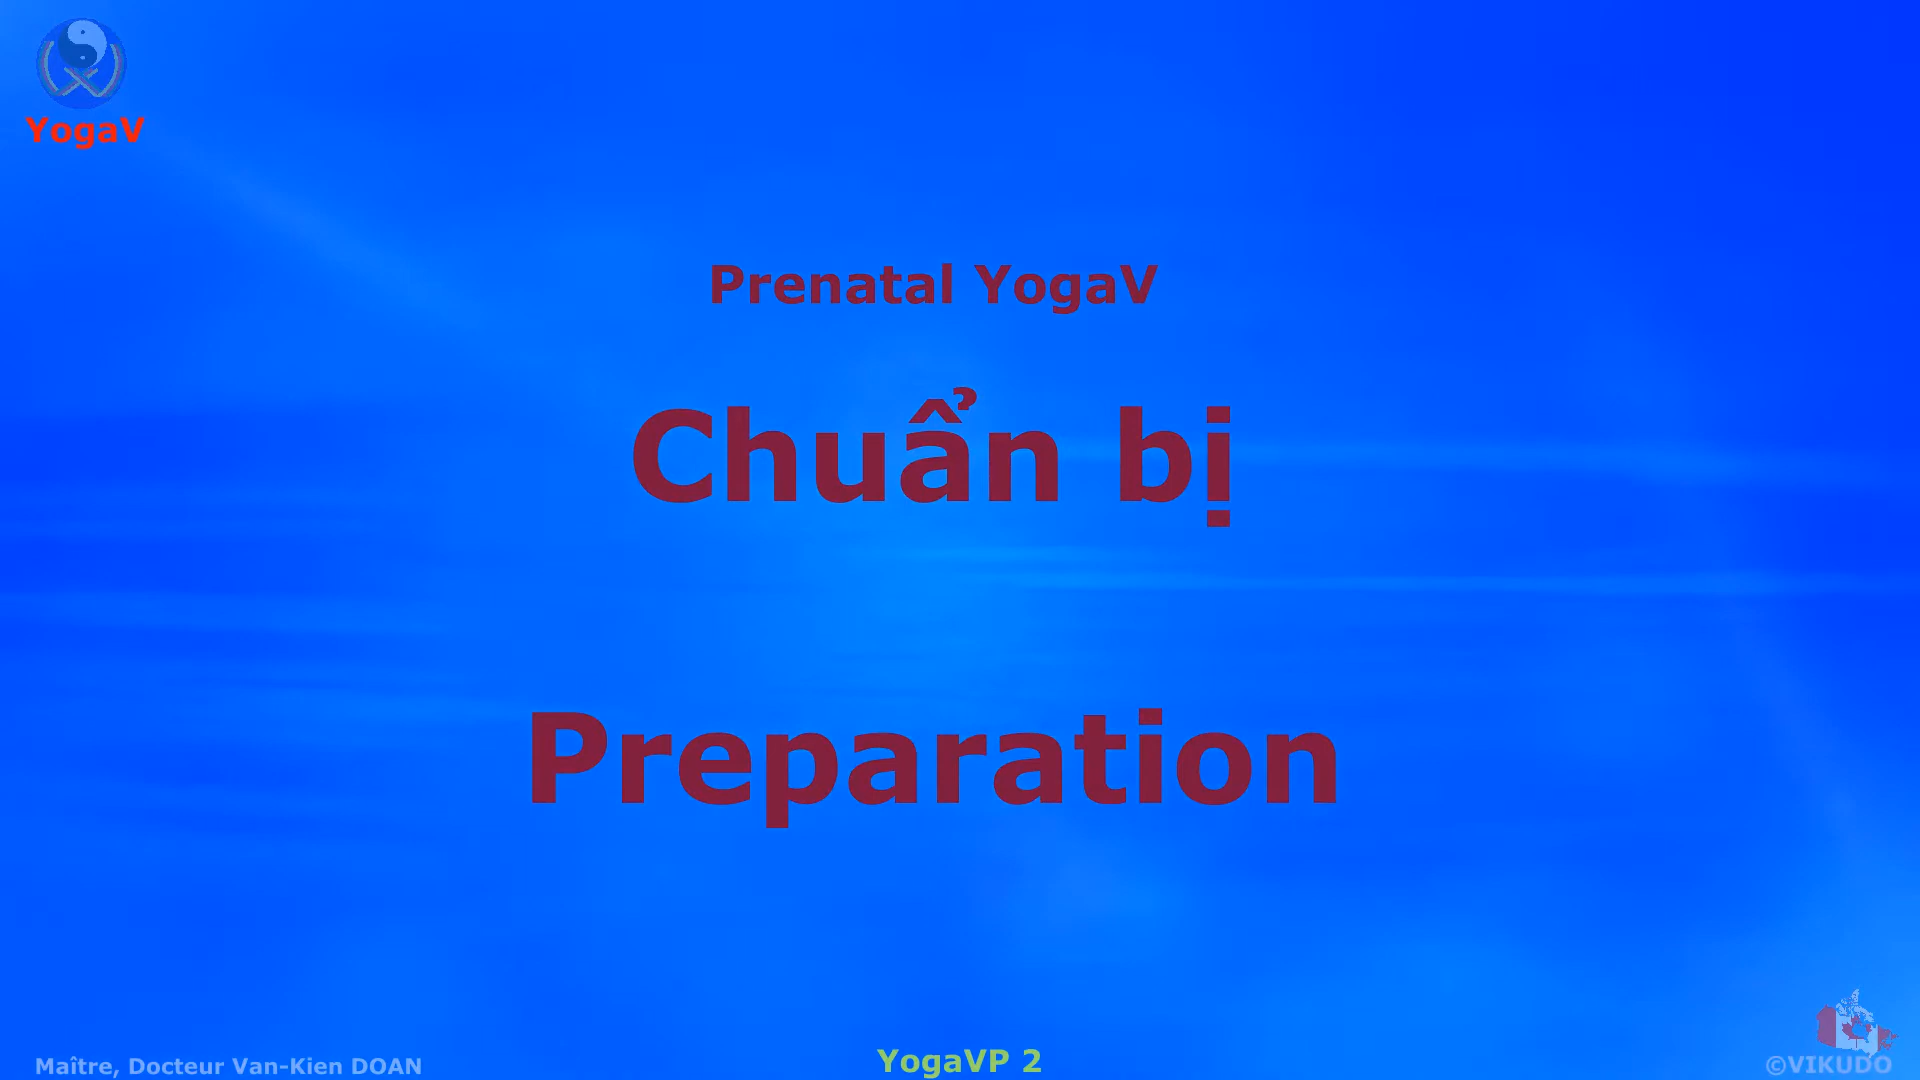 YogaV
Prenatal YogaV
Chuẩn bị
Preparation
Maître, Docteur Van-Kien DOAN
YogaVP 2
©VIKUDO